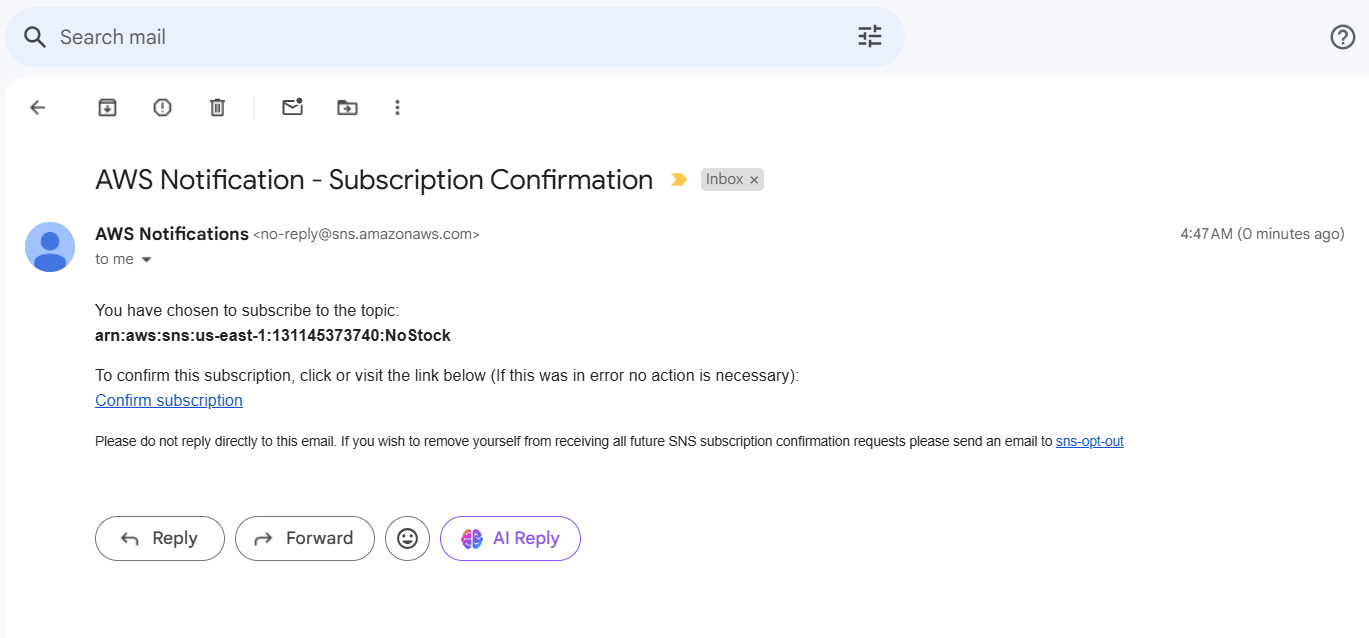 Search mail
AWS Notification - Subscription Confirmation
Inbox ×
AWS Notifications <no-reply@sns.amazonaws.com>
4:47 AM (0 minutes ago)
to me
You have chosen to subscribe to the topic:
arn:aws:sns:us-east-1:131145373740:NoStock
To confirm this subscription, click or visit the link below (If this was in error no action is necessary):
Confirm subscription
Please do not reply directly to this email. If you wish to remove yourself from receiving all future SNS subscription confirmation requests please send an email to sns-opt-out
Reply
Forward
AI Reply